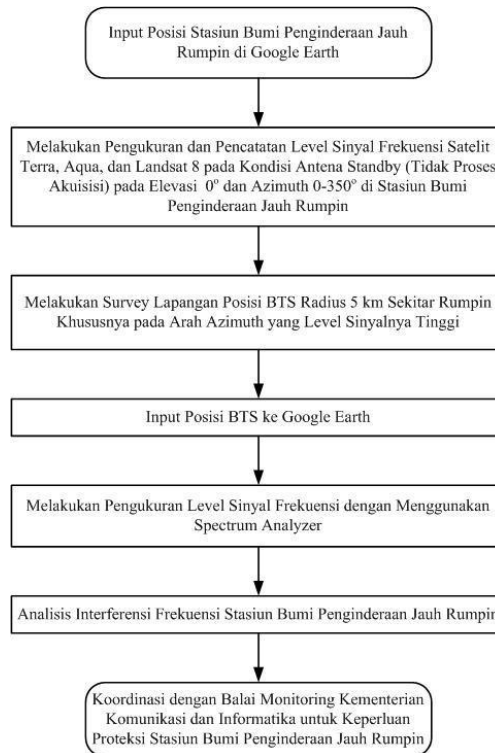 Input Posisi Stasiun Bumi Penginderaan Jauh
Rumpin di Google Earth
Melakukan Pengukuran dan Pencatatan Level Sinyal Frekuensi Satelit
Terra, Aqua, dan Landsat 8 pada Kondisi Antena Standby (Tidak Proses
Akuisisi) pada Elevasi 0° dan Azimuth 0-350° di Stasiun Bumi
Penginderaan Jauh Rumpin
Melakukan Survey Lapangan Posisi BTS Radius 5 km Sekitar Rumpin
Khususnya pada Arah Azimuth yang Level Sinyalnya Tinggi
Input Posisi BTS ke Google Earth
Melakukan Pengukuran Level Sinyal Frekuensi dengan Menggunakan
Spectrum Analyzer
Analisis Interferensi Frekuensi Stasiun Bumi Penginderaan Jauh Rumpin
Koordinasi dengan Balai Monitoring Kementerian
Komunikasi dan Informatika untuk Keperluan
Proteksi Stasiun Bumi Penginderaan Jauh Rumpin